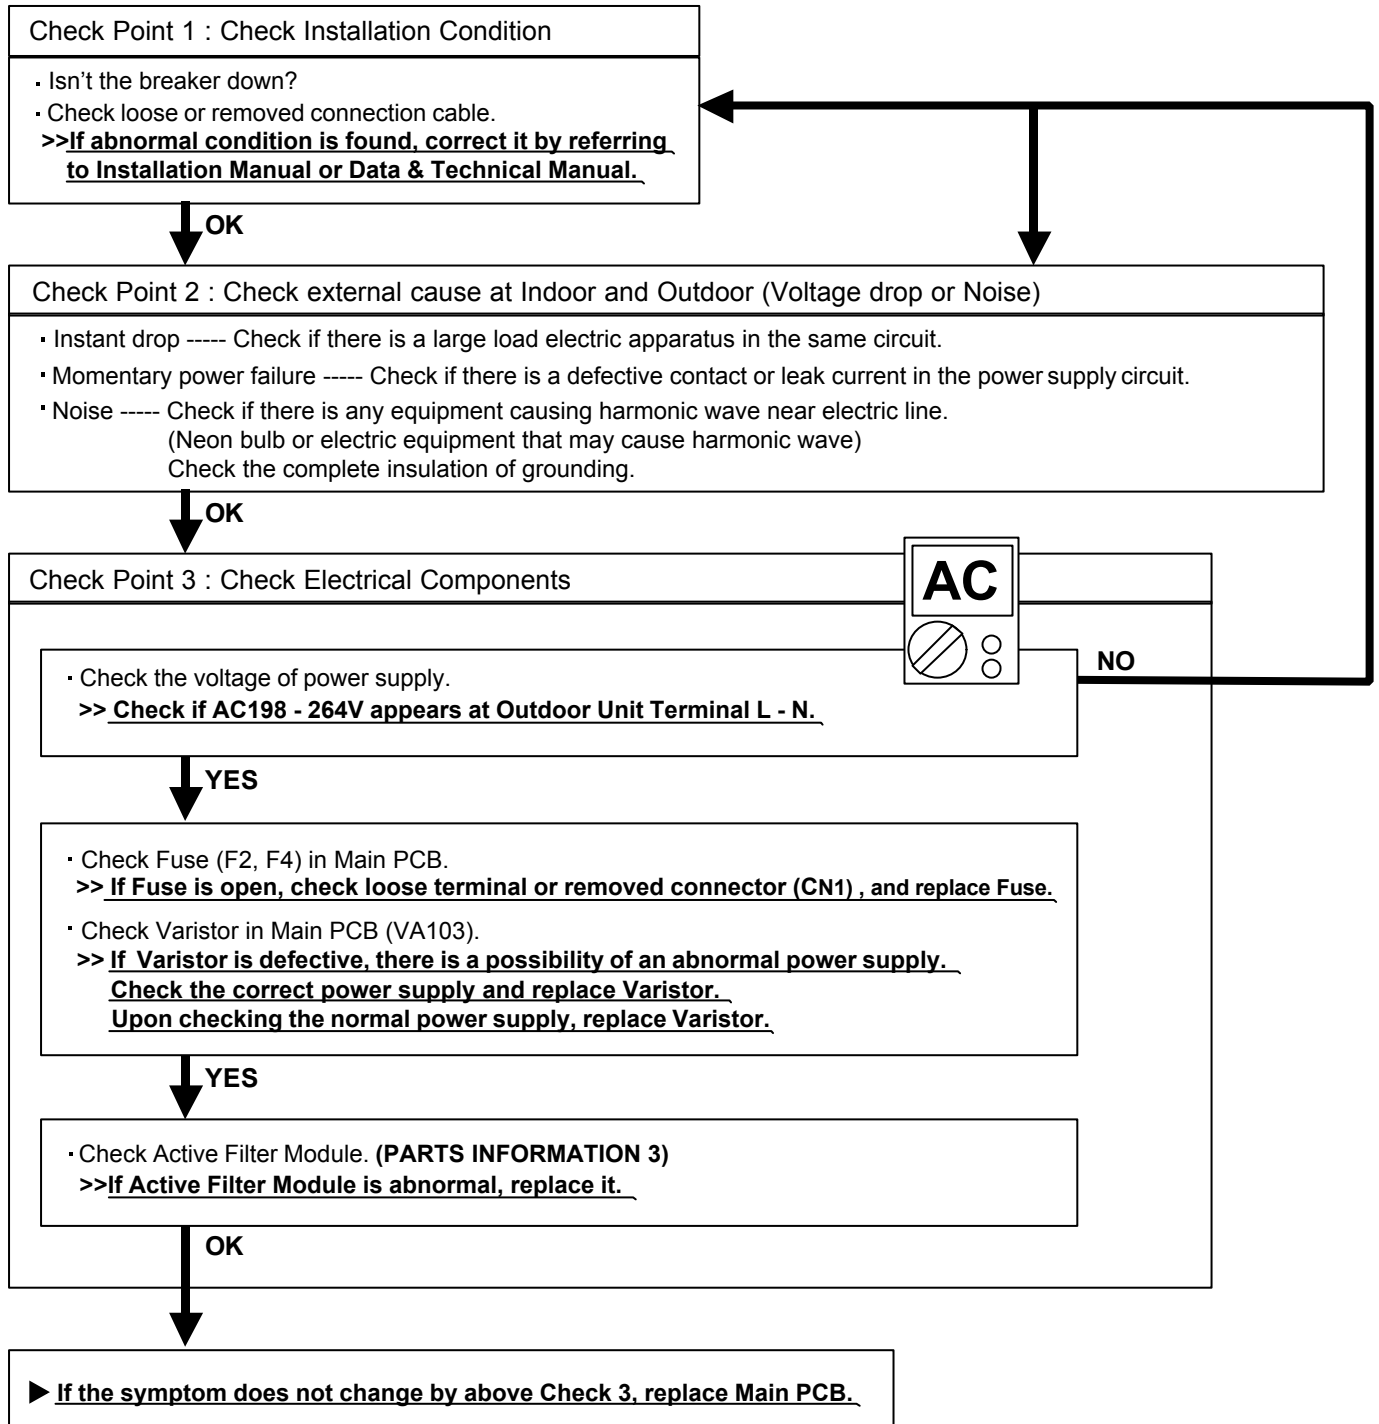 Check Point 1 : Check Installation Condition
· Isn't the breaker down?
· Check loose or removed connection cable.
>>If abnormal condition is found, correct it by referring
to Installation Manual or Data & Technical Manual.
OK
Check Point 2 : Check external cause at Indoor and Outdoor (Voltage drop or Noise)
· Instant drop ----- Check if there is a large load electric apparatus in the same circuit.
· Momentary power failure ----- Check if there is a defective contact or leak current in the power supply circuit.
· Noise ----- Check if there is any equipment causing harmonic wave near electric line.
(Neon bulb or electric equipment that may cause harmonic wave)
Check the complete insulation of grounding.
OK
Check Point 3 : Check Electrical Components
AC
NO
· Check the voltage of power supply.
>> Check if AC198 - 264V appears at Outdoor Unit Terminal L - N.
YES
· Check Fuse (F2, F4) in Main PCB.
>> If Fuse is open, check loose terminal or removed connector (CN1) , and replace Fuse.
· Check Varistor in Main PCB (VA103).
>> If Varistor is defective, there is a possibility of an abnormal power supply.
Check the correct power supply and replace Varistor.
Upon checking the normal power supply, replace Varistor.
YES
· Check Active Filter Module. (PARTS INFORMATION 3)
>>If Active Filter Module is abnormal, replace it.
OK
▶ If the symptom does not change by above Check 3, replace Main PCB.